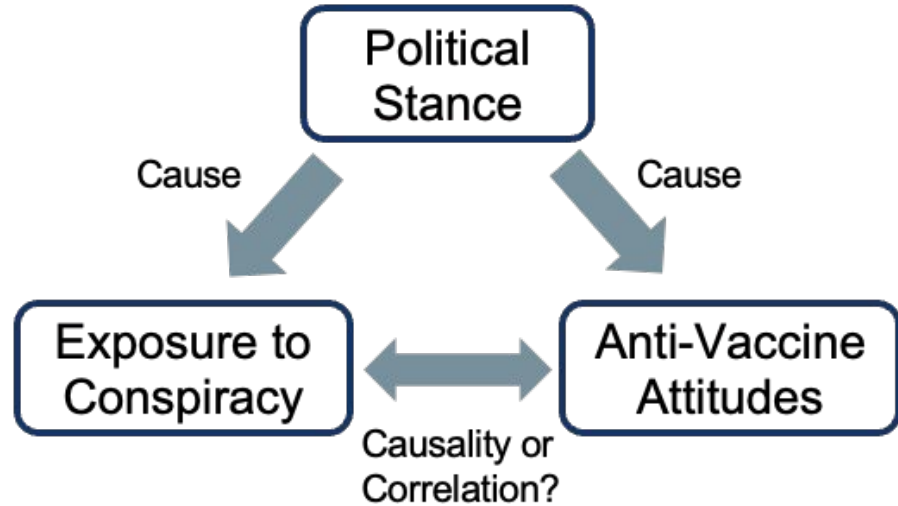 Political
Stance
Cause
Cause
Exposure to
Conspiracy
Anti-Vaccine
Attitudes
Causality or
Correlation?